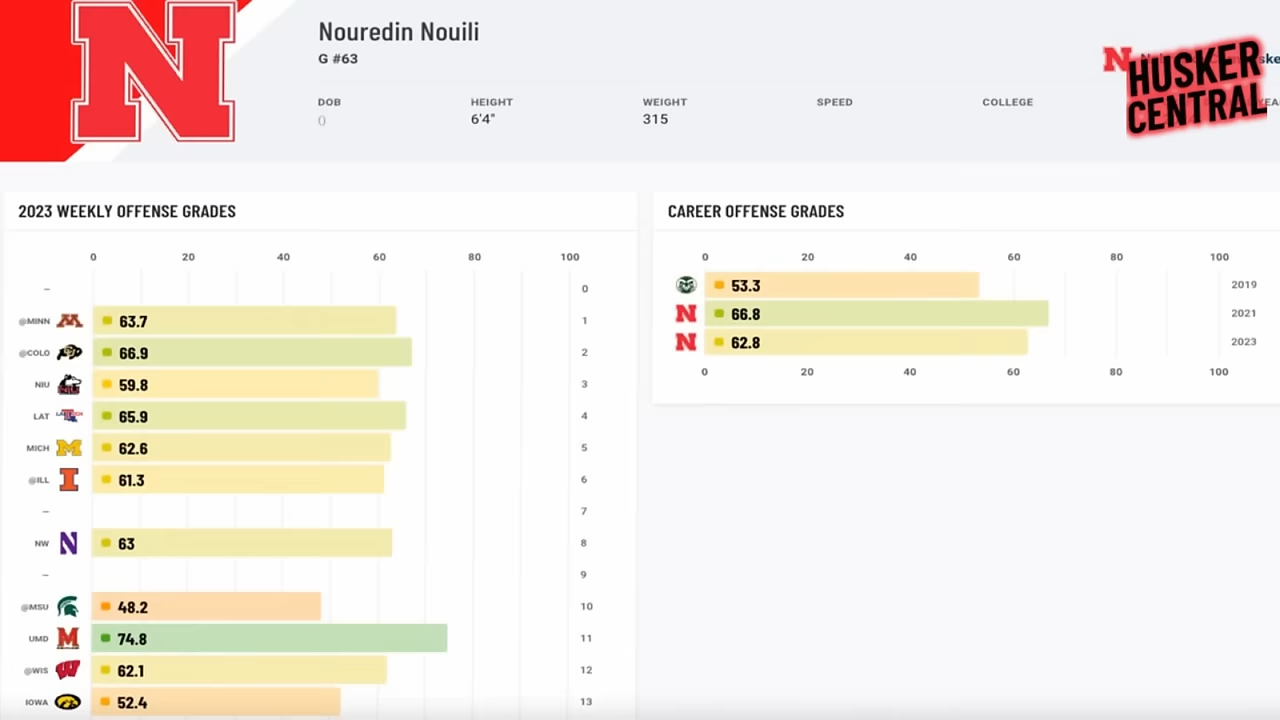 Nouredin Nouili
G #63
DOB HEIGHT WEIGHT SPEED COLLEGE
() 6'4" 315
HUSKER
CENTRAL
2023 WEEKLY OFFENSE GRADES
0 20 40 60 80 100
– 0
@MINN 63.7 1
@COLO 66.9 2
NIU 59.8 3
LAT 65.9 4
MICH 62.6 5
@ILL 61.3 6
– 7
NW 63 8
– 9
@MSU 48.2 10
UMD 74.8 11
@WIS 62.1 12
IOWA 52.4 13
CAREER OFFENSE GRADES
0 20 40 60 80 100
53.3 2019
N 66.8 2021
N 62.8 2023
0 20 40 60 80 100